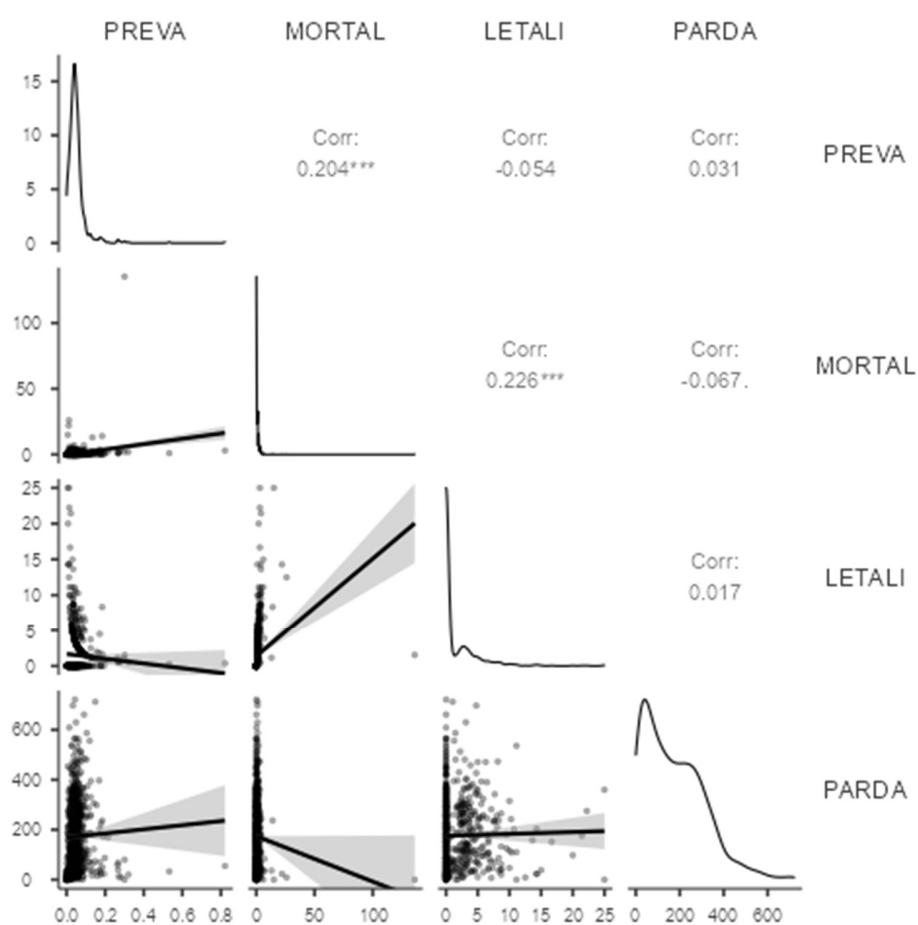 PREVA MORTAL LETALI PARDA
15
10
5
0
Corr:
0.204***
Corr:
-0.054
Corr:
0.031
PREVA
100
50
0
Corr:
0.226***
Corr:
-0.067.
MORTAL
25
20
15
10
5
0
Corr:
0.017
LETALI
600
400
200
0
PARDA
0.0 0.2 0.4 0.6 0.8 0 50 100 0 5 10 15 20 25 0 200 400 600